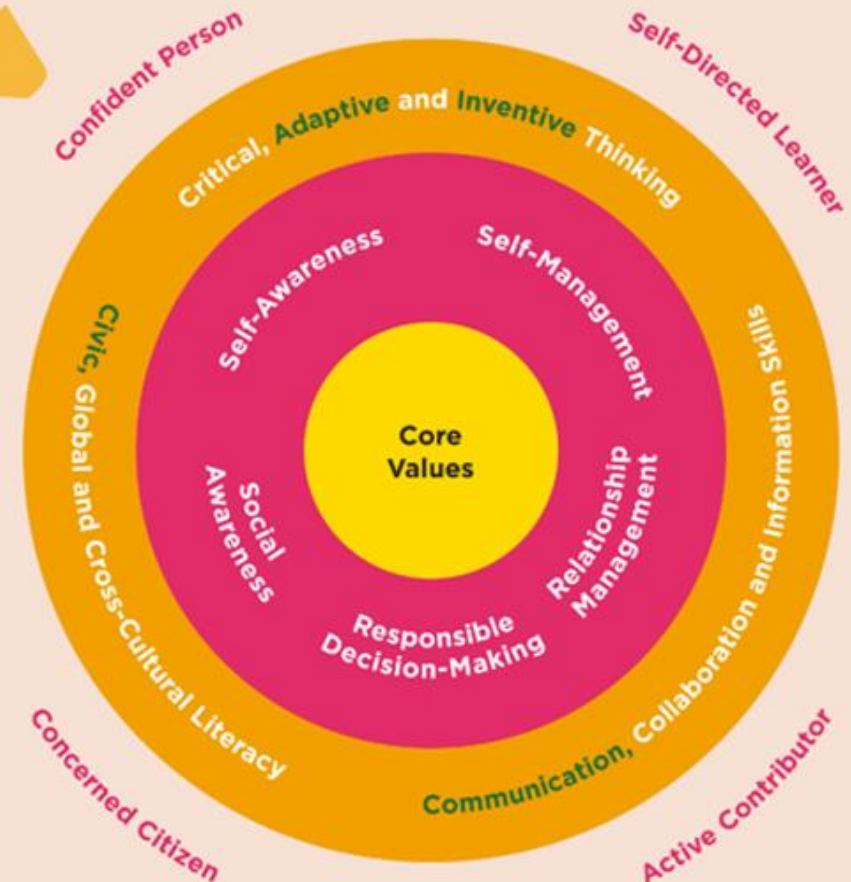 Confident Person
Self-Directed Learner
Critical, Adaptive and Inventive Thinking
Self-Awareness
Self-Management
Civic, Global and Cross-Cultural Literacy
Communication, Collaboration and Information Skills
Core
Values
Social
Awareness
Relationship
Management
Responsible
Decision-Making
Concerned Citizen
Active Contributor